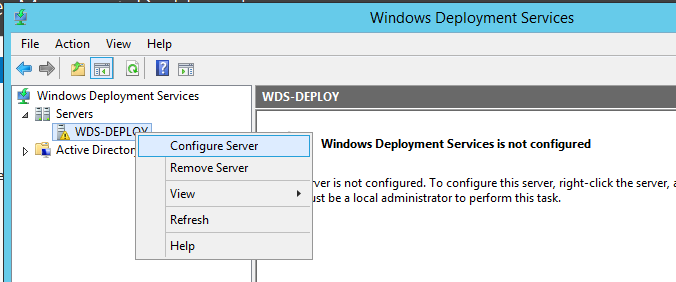 Windows Deployment Services
File Action View Help
Windows Deployment Services
Servers
WDS-DEPLOY
Active Directory
Configure Server
Remove Server
View
Refresh
Help
WDS-DEPLOY
Windows Deployment Services is not configured
rver is not configured. To configure this server, right-click the server, a
ust be a local administrator to perform this task.